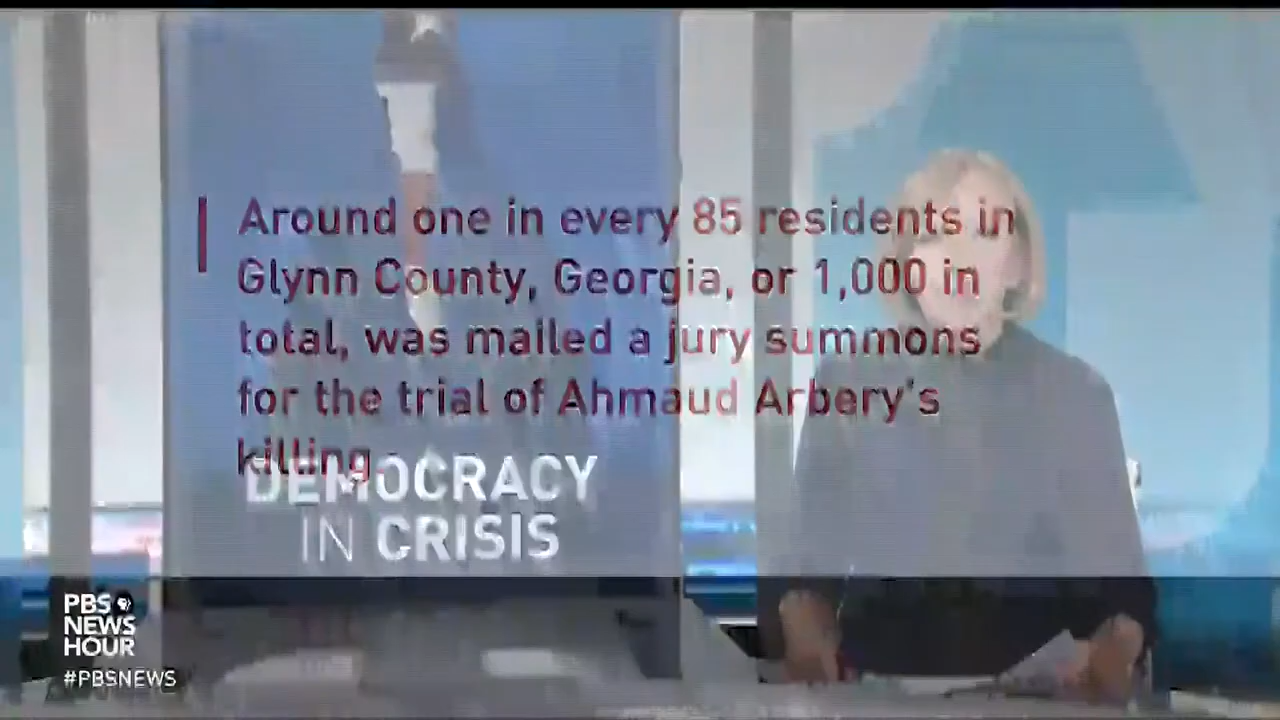 Around one in every 85 residents in
Glynn County, Georgia, or 1,000 in
total, was mailed a jury summons
for the trial of Ahmaud Arbery's
killing.
DEMOCRACY
IN CRISIS
PBS
NEWS
HOUR
#PBSNEWS